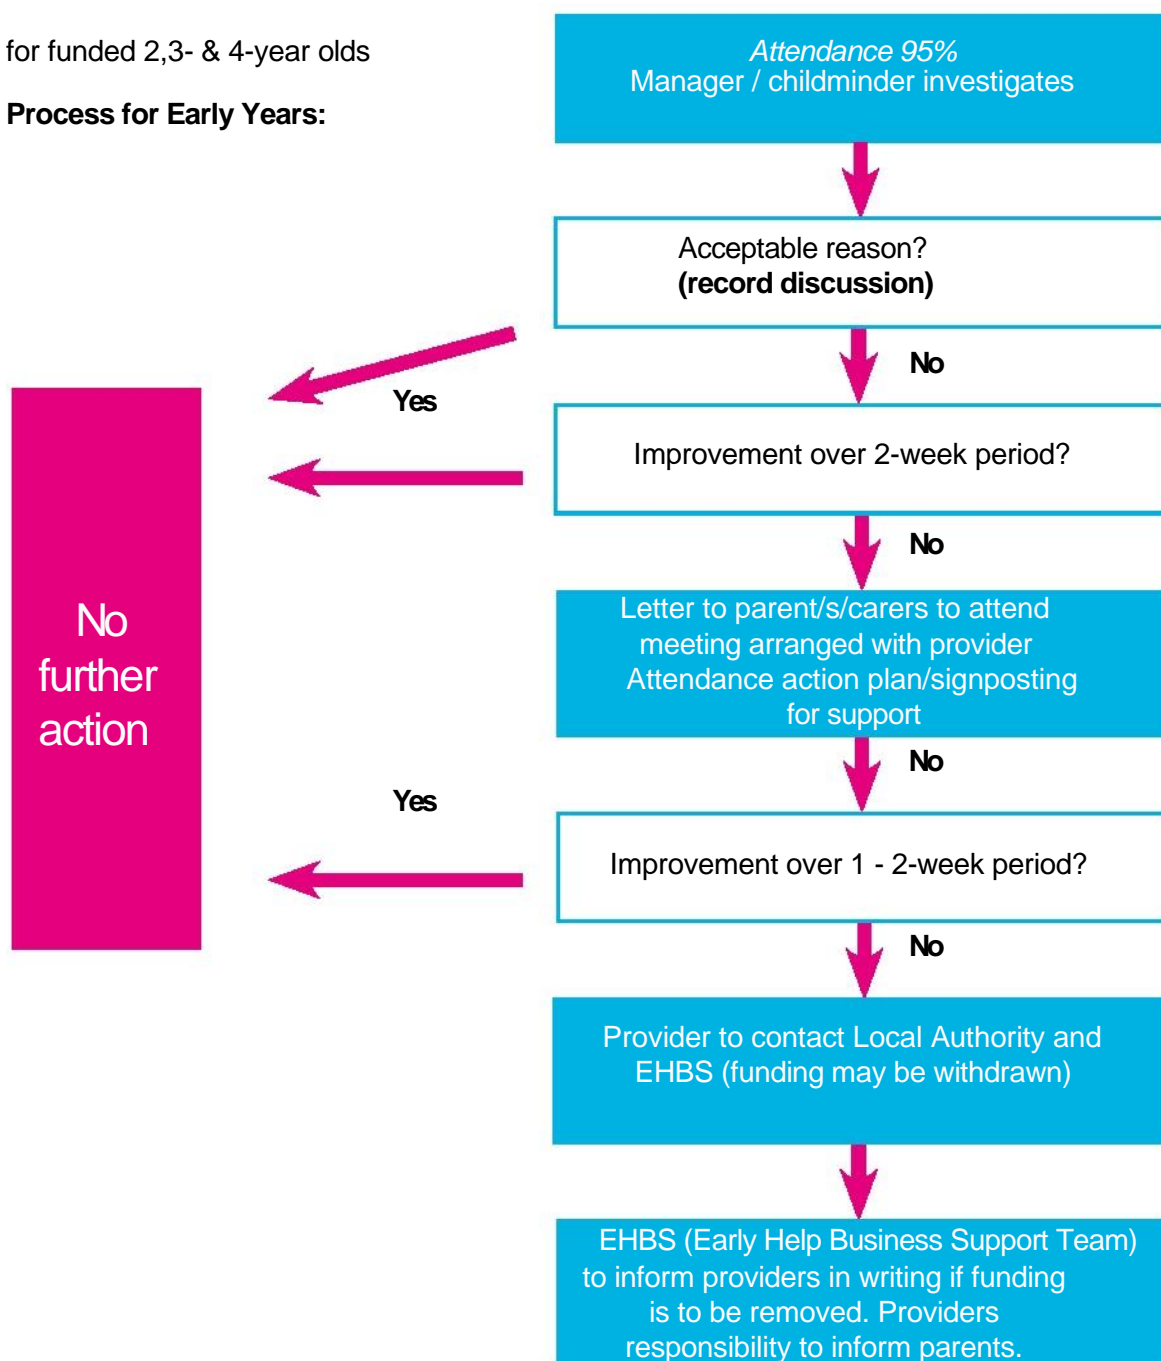 for funded 2,3- & 4-year olds
Process for Early Years:
Attendance 95%
Manager / childminder investigates
Acceptable reason?
(record discussion)
No
Yes
Improvement over 2-week period?
No
Letter to parent/s/carers to attend
meeting arranged with provider
Attendance action plan/signposting
for support
No
Yes
Improvement over 1 - 2-week period?
No
No
further
action
Provider to contact Local Authority and
EHBS (funding may be withdrawn)
EHBS (Early Help Business Support Team)
to inform providers in writing if funding
is to be removed. Providers
responsibility to inform parents.